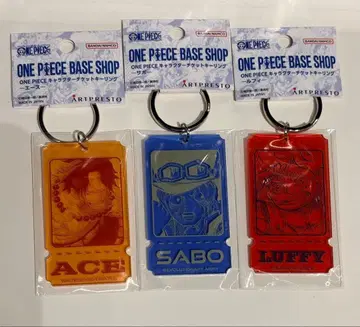 ONE PIECE
BANDAI NAMCO
ONE PIECE BASE SHOP
ONE PIECE キャラクターチケットキーリング
-エース-
ARTPRESTO
ACE
ONE PIECE
BANDAI NAMCO
ONE PIECE BASE SHOP
ONE PIECE キャラクターチケットキーリング
-サボ-
ARTPRESTO
SABO
ONE PIECE
BANDAI NAMCO
ONE PIECE BASE SHOP
ONE PIECE キャラクターチケットキーリング
-ルフィ-
ARTPRESTO
LUFFY